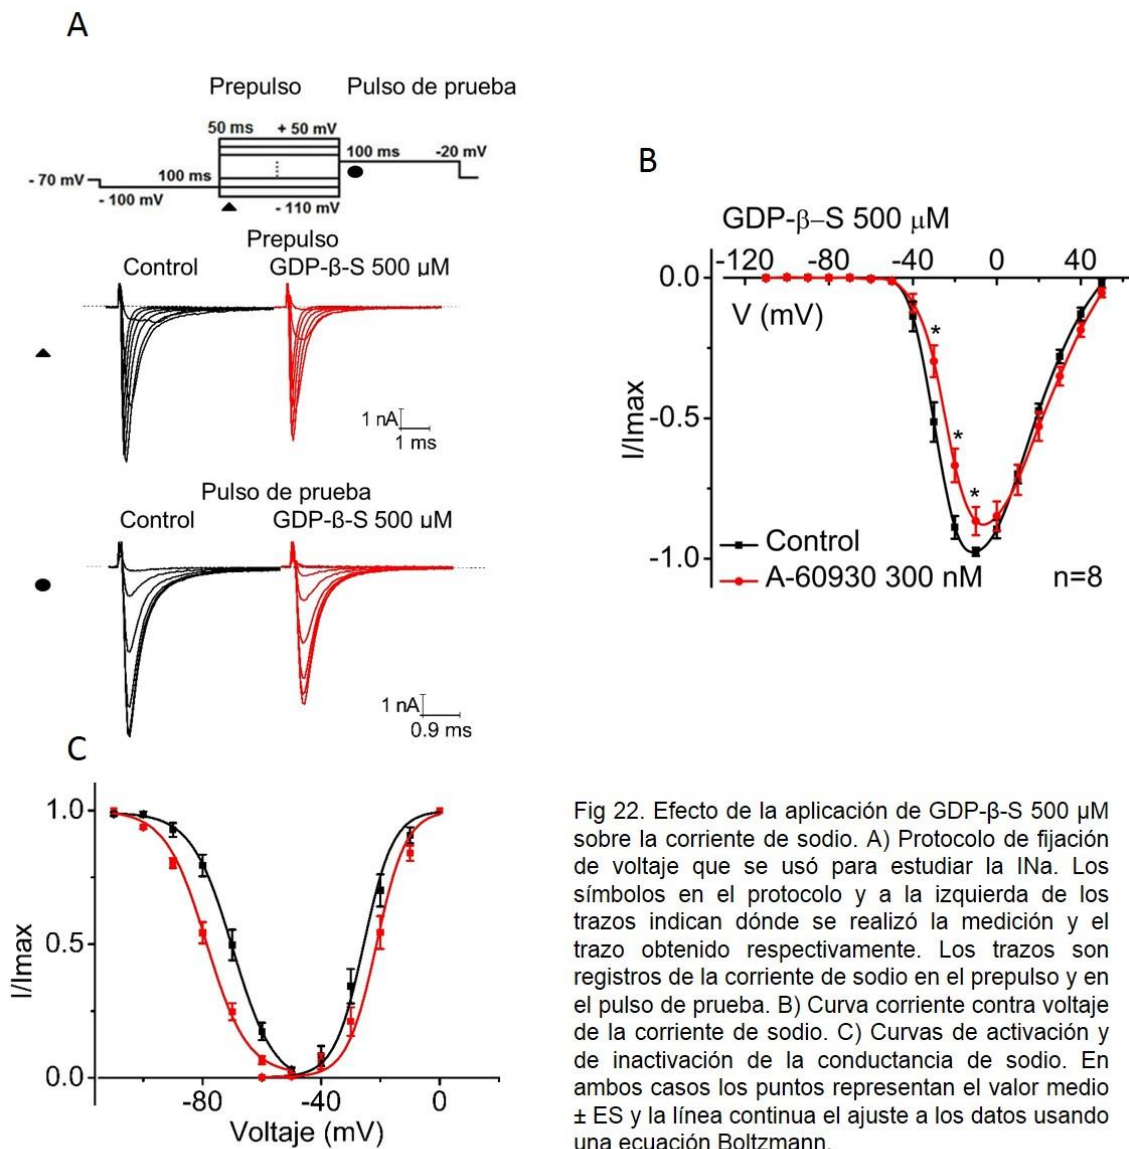 A
Prepulso
Pulso de prueba
50 ms
+ 50 mV
100 ms
-20 mV
- 70 mV
100 ms
- 100 mV
- 110 mV
Prepulso
Control
GDP-β-S 500 µM
1 nA
1 ms
Pulso de prueba
Control
GDP-β-S 500 µM
1 nA
0.9 ms
B
GDP-β-S 500 µM
-120
-80
-40
0
40
0.0
V (mV)
-0.5
-1.0
I/Imax
*
*
*
Control
A-60930 300 nM
n=8
C
1.0
0.5
0.0
I/Imax
-80
-40
0
Voltaje (mV)
Fig 22. Efecto de la aplicación de GDP-β-S 500 µM
sobre la corriente de sodio. A) Protocolo de fijación
de voltaje que se usó para estudiar la INa. Los
símbolos en el protocolo y a la izquierda de los
trazos indican dónde se realizó la medición y el
trazo obtenido respectivamente. Los trazos son
registros de la corriente de sodio en el prepulso y en
el pulso de prueba. B) Curva corriente contra voltaje
de la corriente de sodio. C) Curvas de activación y
de inactivación de la conductancia de sodio. En
ambos casos los puntos representan el valor medio
± ES y la línea continua el ajuste a los datos usando
una ecuación Boltzmann.